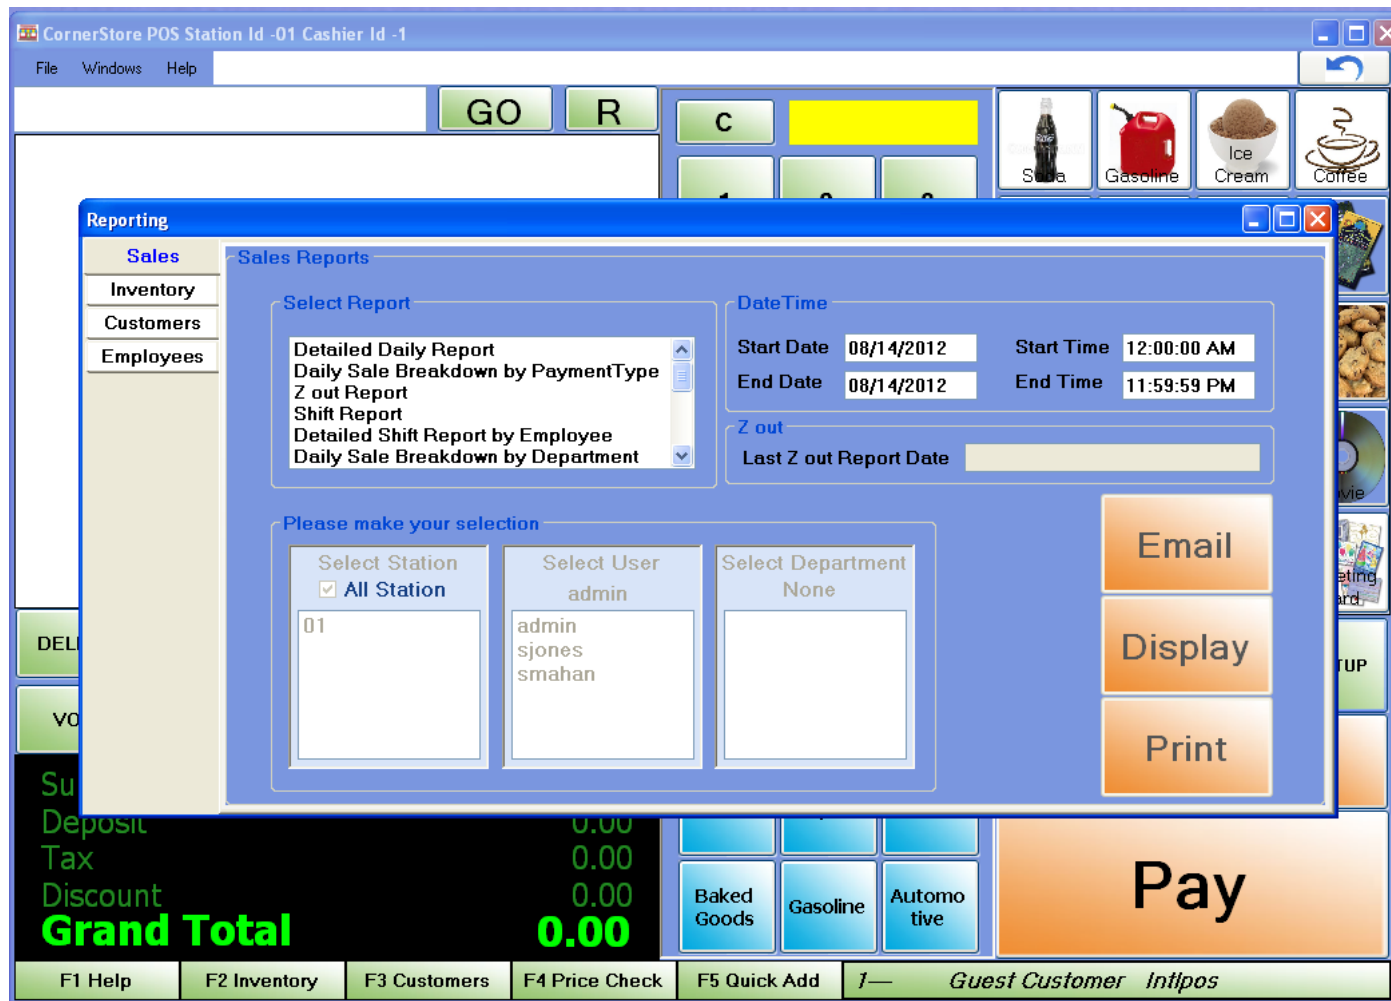 CornerStore POS Station Id -01 Cashier Id -1
File Windows Help
GO R
C
Soda Gasoline Ice Cream Coffee
Reporting
Sales
Inventory
Customers
Employees
Sales Reports
Select Report
Detailed Daily Report
Daily Sale Breakdown by PaymentType
Z out Report
Shift Report
Detailed Shift Report by Employee
Daily Sale Breakdown by Department
DateTime
Start Date 08/14/2012 Start Time 12:00:00 AM
End Date 08/14/2012 End Time 11:59:59 PM
Z out
Last Z out Report Date
Please make your selection
Select Station
All Station
01
Select User
admin
admin
sjones
smahan
Select Department
None
Email
Display
Print
DEL
VO
TUP
Su
Deposit 0.00
Tax 0.00
Discount 0.00
Grand Total 0.00
Baked Goods
Gasoline
Automo
tive
Pay
F1 Help F2 Inventory F3 Customers F4 Price Check F5 Quick Add 1— Guest Customer Intlpos